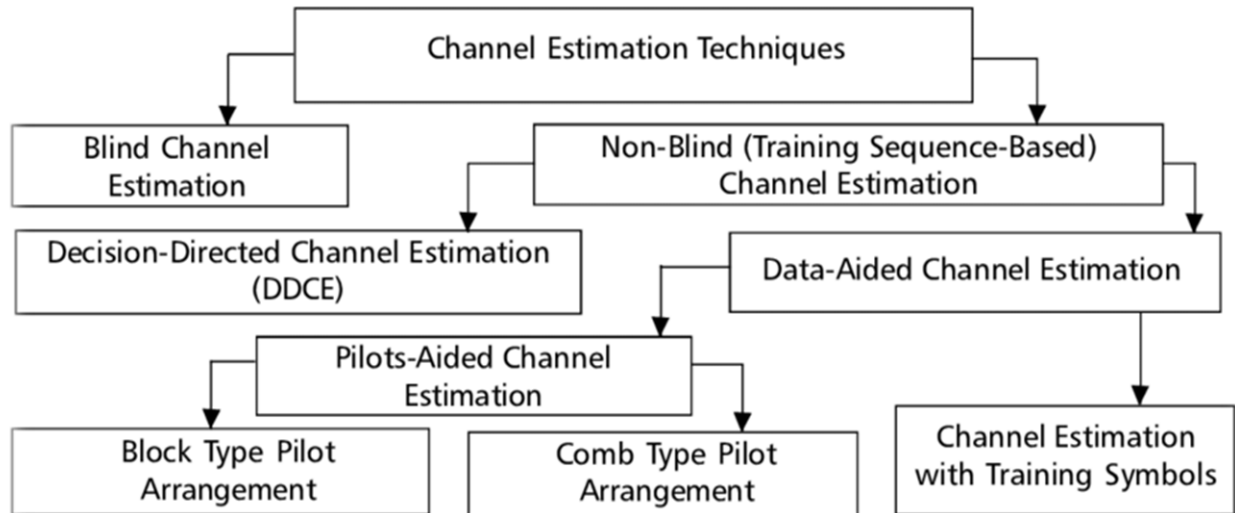 Channel Estimation Techniques
Blind Channel
Estimation
Non-Blind (Training Sequence-Based)
Channel Estimation
Decision-Directed Channel Estimation
(DDCE)
Data-Aided Channel Estimation
Pilots-Aided Channel
Estimation
Block Type Pilot
Arrangement
Comb Type Pilot
Arrangement
Channel Estimation
with Training Symbols